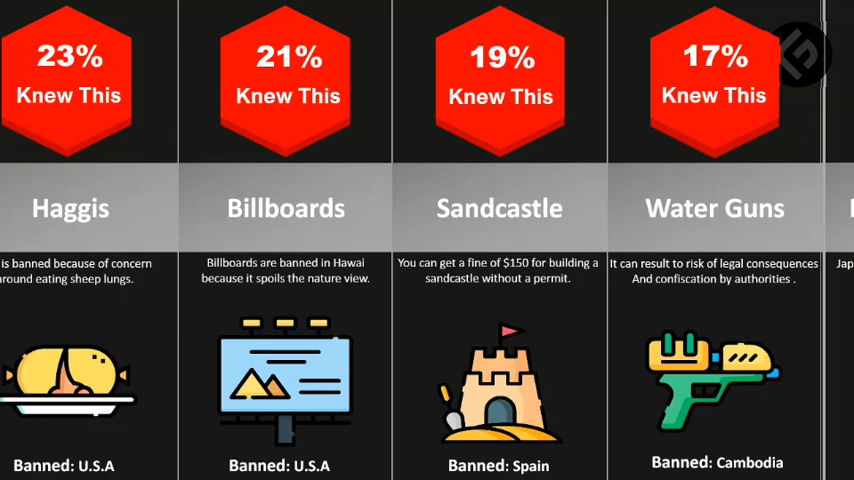 23%
Knew This
21%
Knew This
19%
Knew This
17%
Knew This
Haggis
Billboards
Sandcastle
Water Guns
is banned because of concern
around eating sheep lungs.
Billboards are banned in Hawai
because it spoils the nature view.
You can get a fine of $150 for building a
sandcastle without a permit.
It can result to risk of legal consequences
And confiscation by authorities .
Banned: U.S.A
Banned: U.S.A
Banned: Spain
Banned: Cambodia